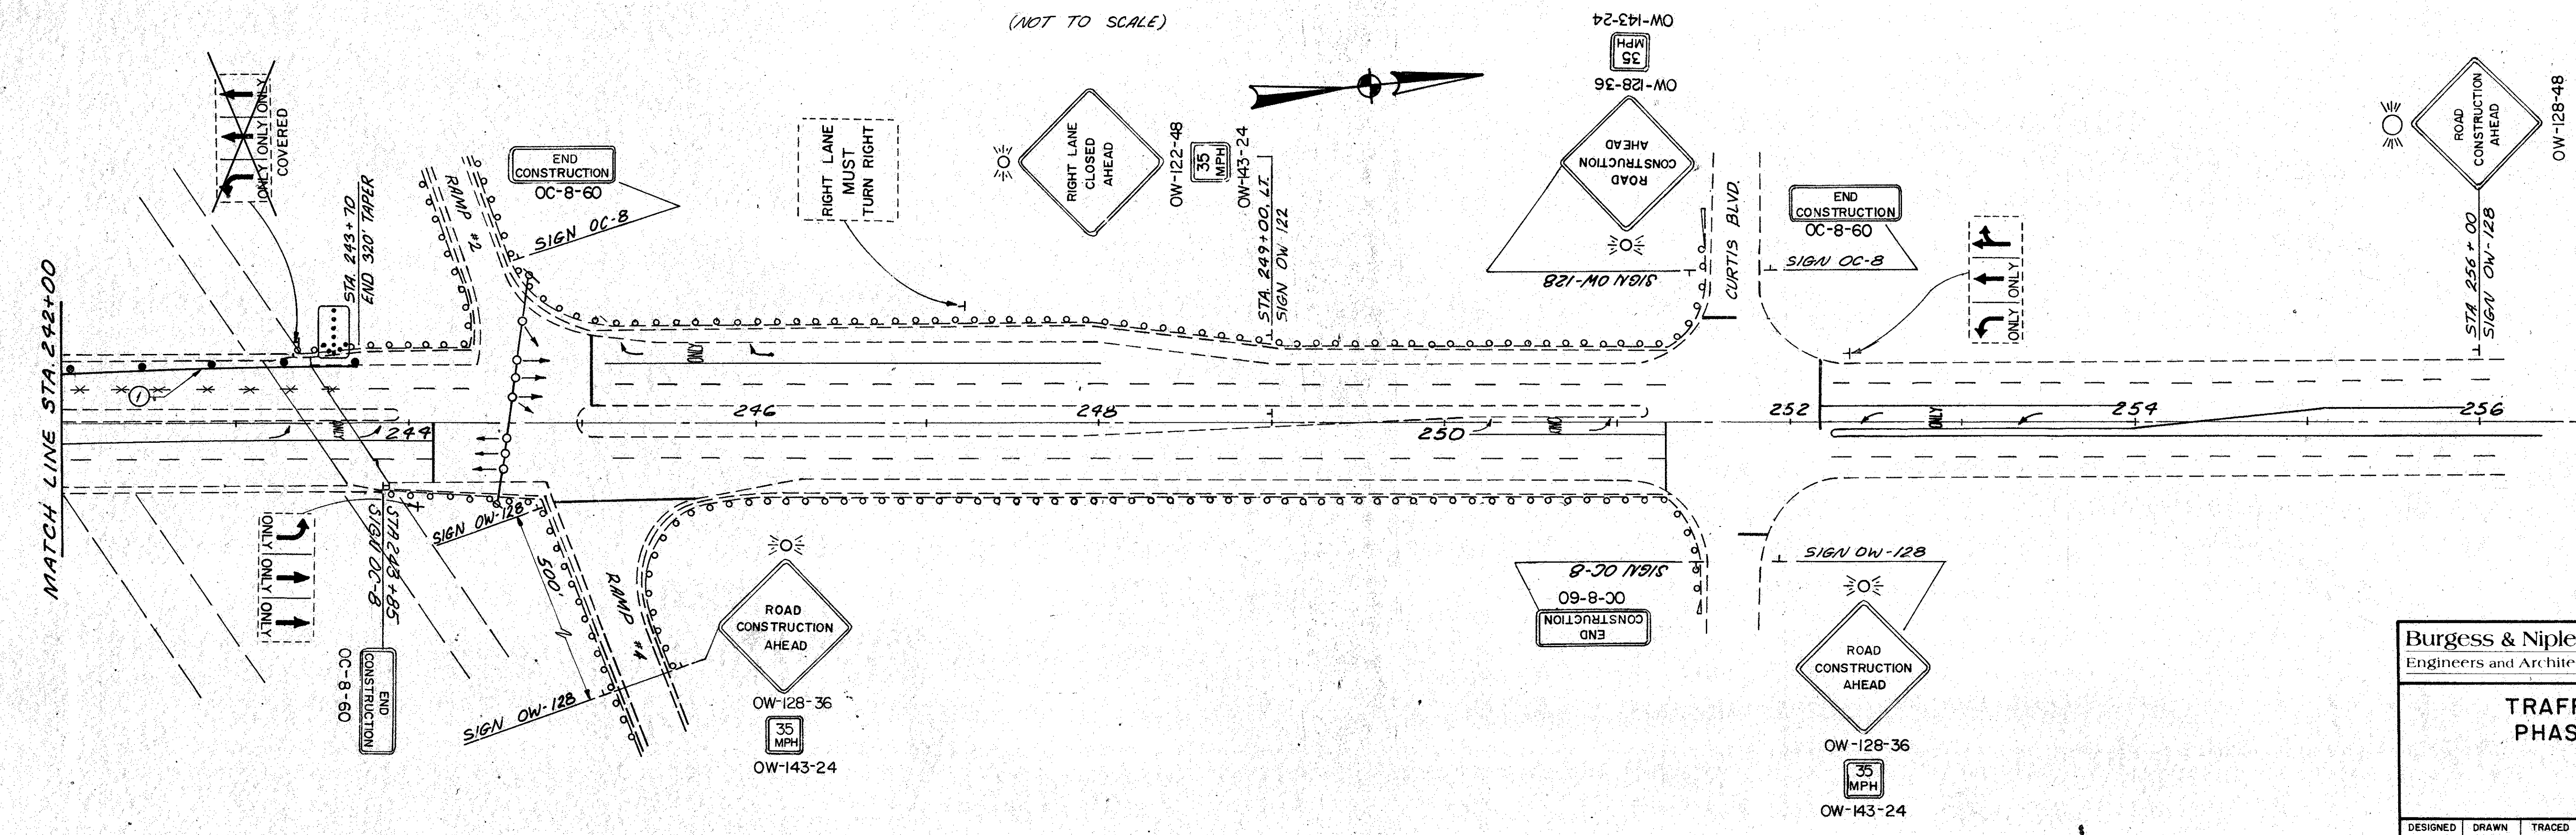 (NOT TO SCALE)
MATCH LINE STA. 242+00
ONLY ONLY ONLY
COVERED
STA. 243+70
END 320' TAPER
RAMP #2
END
CONSTRUCTION
OC-8-60
SIGN OC-8
RIGHT LANE
MUST
TURN RIGHT
RIGHT LANE
CLOSED
AHEAD
OW-122-48
35
MPH
OW-143-24
STA. 249+00, LT.
SIGN OW 122
OW-143-24
35
MPH
OW-128-36
ROAD
CONSTRUCTION
AHEAD
SIGN OW-128
CURTIS BLVD.
END
CONSTRUCTION
OC-8-60
SIGN OC-8
ONLY ONLY
ROAD
CONSTRUCTION
AHEAD
OW-128-48
STA 256+00
SIGN OW-128
1
ONLY
ONLY
244
246
248
250
ONLY
252
ONLY
254
256
ONLY ONLY ONLY
STA 243+85
SIGN OC-8
END
CONSTRUCTION
OC-8-60
SIGN OW-128
500'
RAMP #4
SIGN OW-128
ROAD
CONSTRUCTION
AHEAD
OW-128-36
35
MPH
OW-143-24
SIGN OC-8
OC-8-60
END
CONSTRUCTION
SIGN OW-128
ROAD
CONSTRUCTION
AHEAD
OW-128-36
35
MPH
OW-143-24
Burgess & Niple
Engineers and Archite
TRAFF
PHAS
DESIGNED DRAWN TRACED